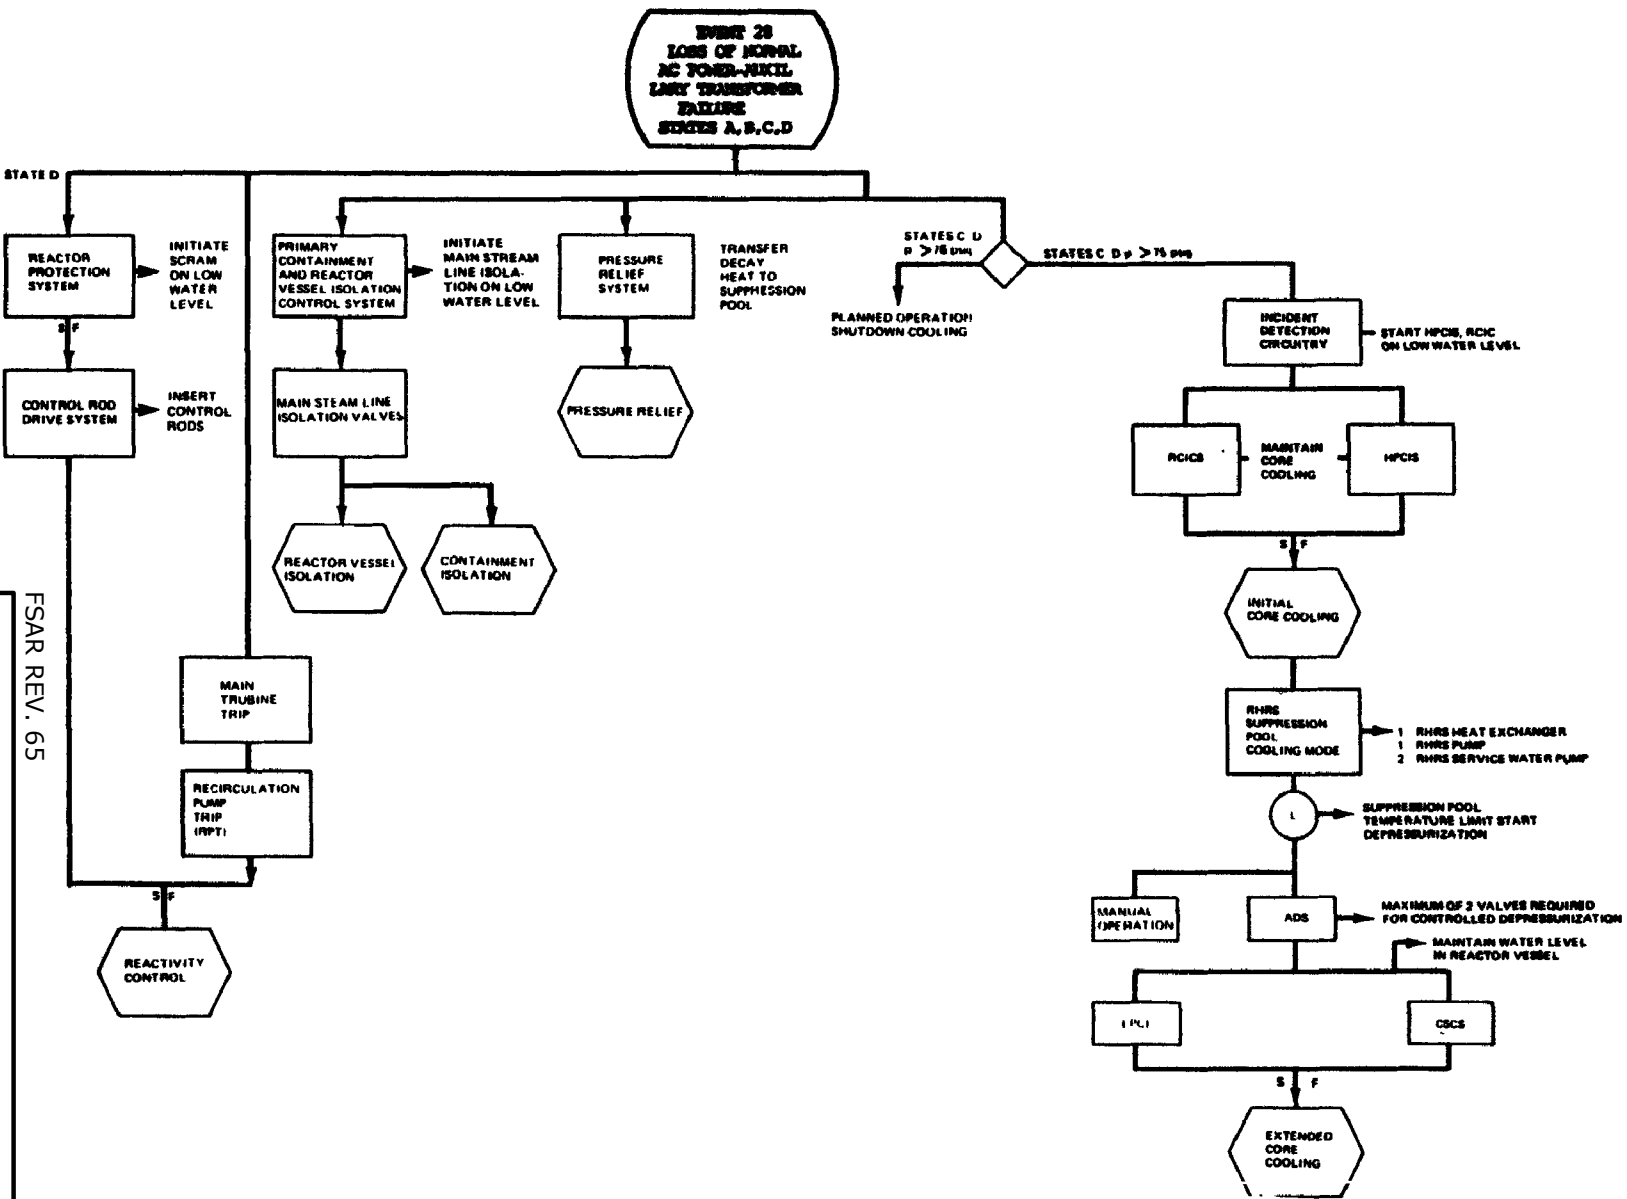 EVENT 28
LOSS OF NORMAL
AC POWER-AUXIL
IARY TRANSFORMER
FAILURE
STATES A,B,C,D
STATE D
REACTOR
PROTECTION
SYSTEM
INITIATE
SCRAM
ON LOW
WATER
LEVEL
S F
CONTROL ROD
DRIVE SYSTEM
INSERT
CONTROL
RODS
PRIMARY
CONTAINMENT
AND REACTOR
VESSEL ISOLATION
CONTROL SYSTEM
INITIATE
MAIN STREAM
LINE ISOLA-
TION ON LOW
WATER LEVEL
MAIN STEAM LINE
ISOLATION VALVES
REACTOR VESSEL
ISOLATION
CONTAINMENT
ISOLATION
PRESSURE
RELIEF
SYSTEM
TRANSFER
DECAY
HEAT TO
SUPPRESSION
POOL
PRESSURE RELIEF
STATES C D
P > 75 psig
PLANNED OPERATION
SHUTDOWN COOLING
STATES C D P > 75 psig
INCIDENT
DETECTION
CIRCUITRY
START HPCIS, RCIC
ON LOW WATER LEVEL
RCICS
MAINTAIN
CORE
COOLING
HPCIS
S F
INITIAL
CORE COOLING
RHRS
SUPPRESSION
POOL
COOLING MODE
1 RHRS HEAT EXCHANGER
1 RHRS PUMP
2 RHRS SERVICE WATER PUMP
L
SUPPRESSION POOL
TEMPERATURE LIMIT START
DEPRESSURIZATION
MANUAL
OPERATION
ADS
MAXIMUM OF 2 VALVES REQUIRED
FOR CONTROLLED DEPRESSURIZATION
MAINTAIN WATER LEVEL
IN REACTOR VESSEL
LPCI
CSCS
S F
EXTENDED
CORE
COOLING
MAIN
TRUBINE
TRIP
RECIRCULATION
PUMP
TRIP
(RPT)
S F
REACTIVITY
CONTROL
FSAR REV. 65